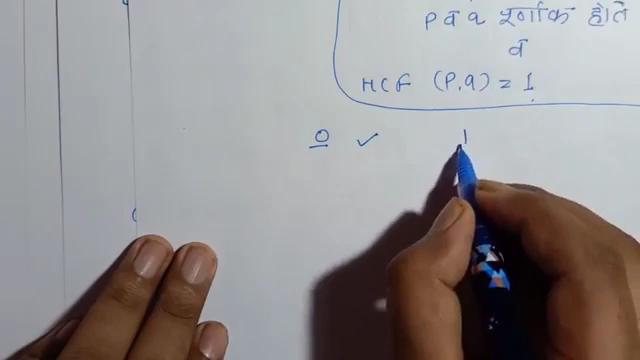 P व q पूर्णांक होते
व
HCF (P,q) = 1
0 ✓ 1